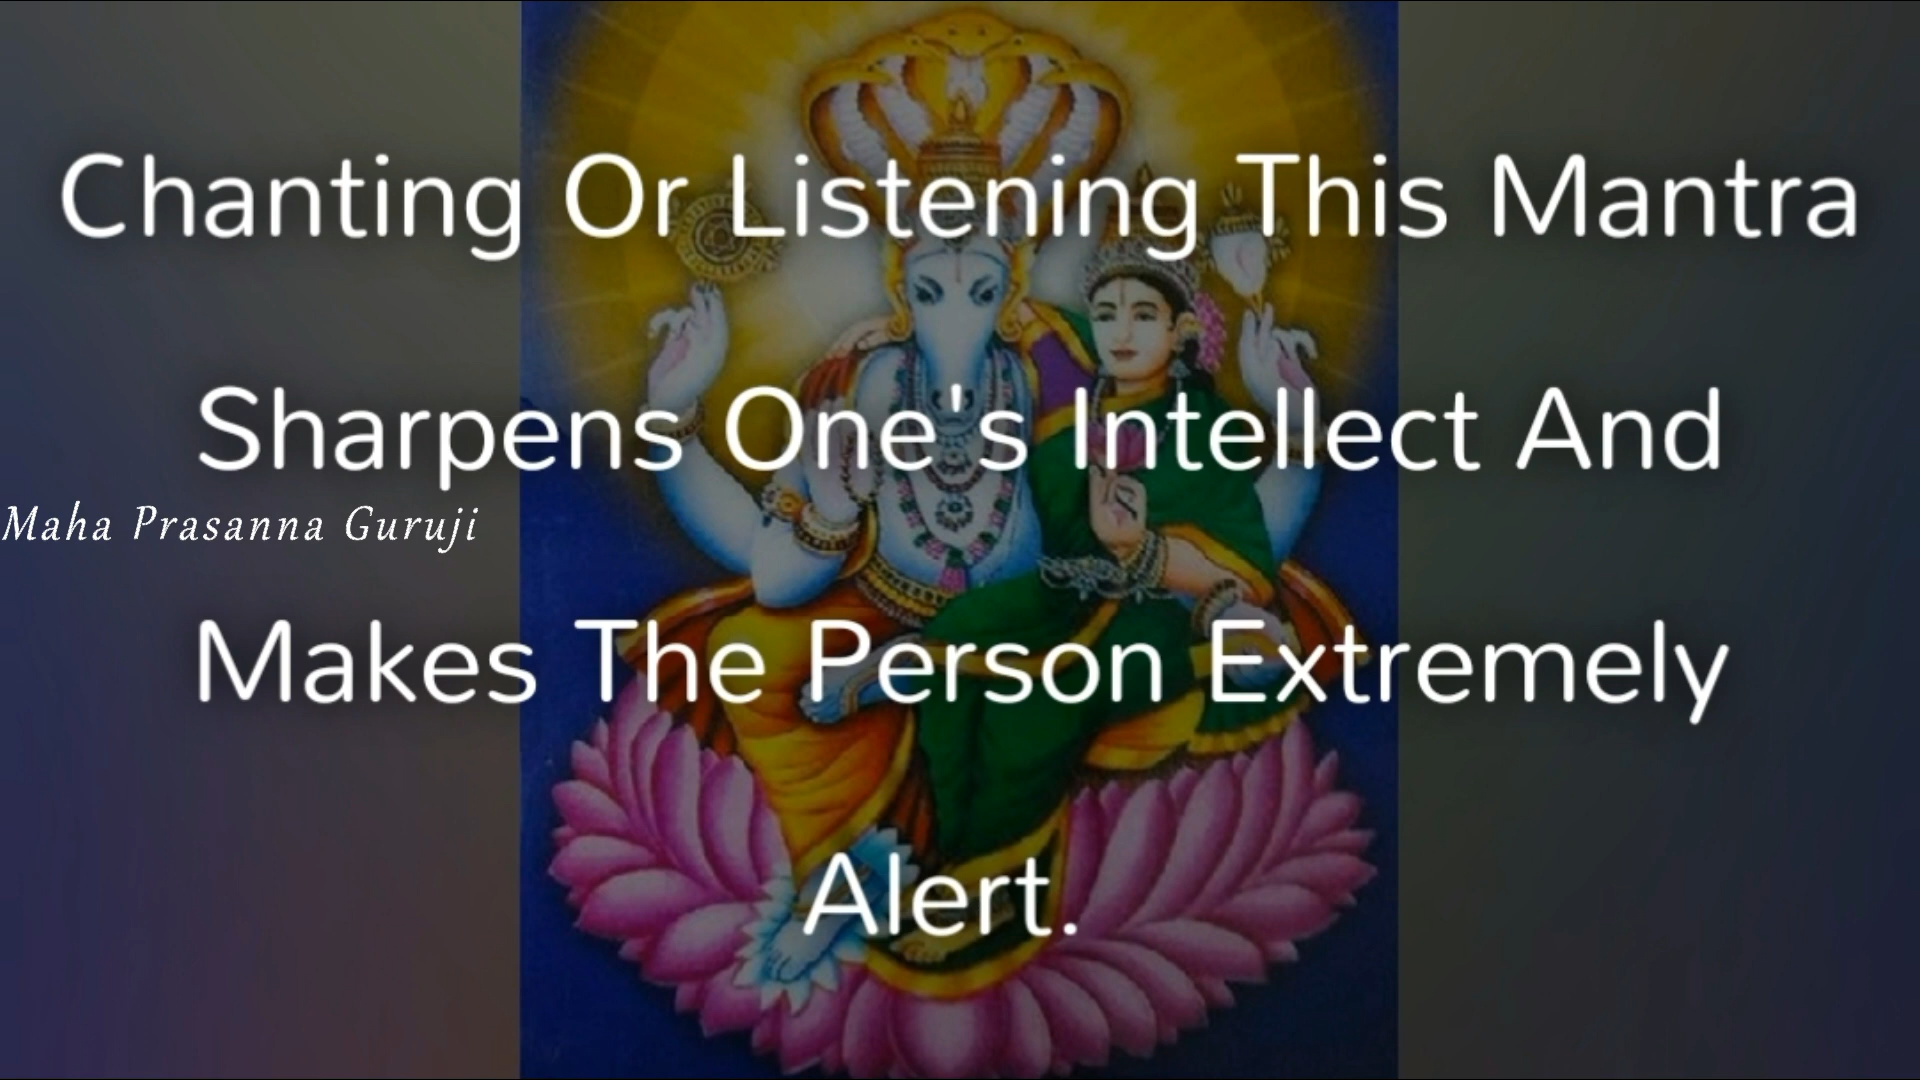 Chanting Or Listening This Mantra
Sharpens One's Intellect And
Maha Prasanna Guruji
Makes The Person Extremely
Alert.